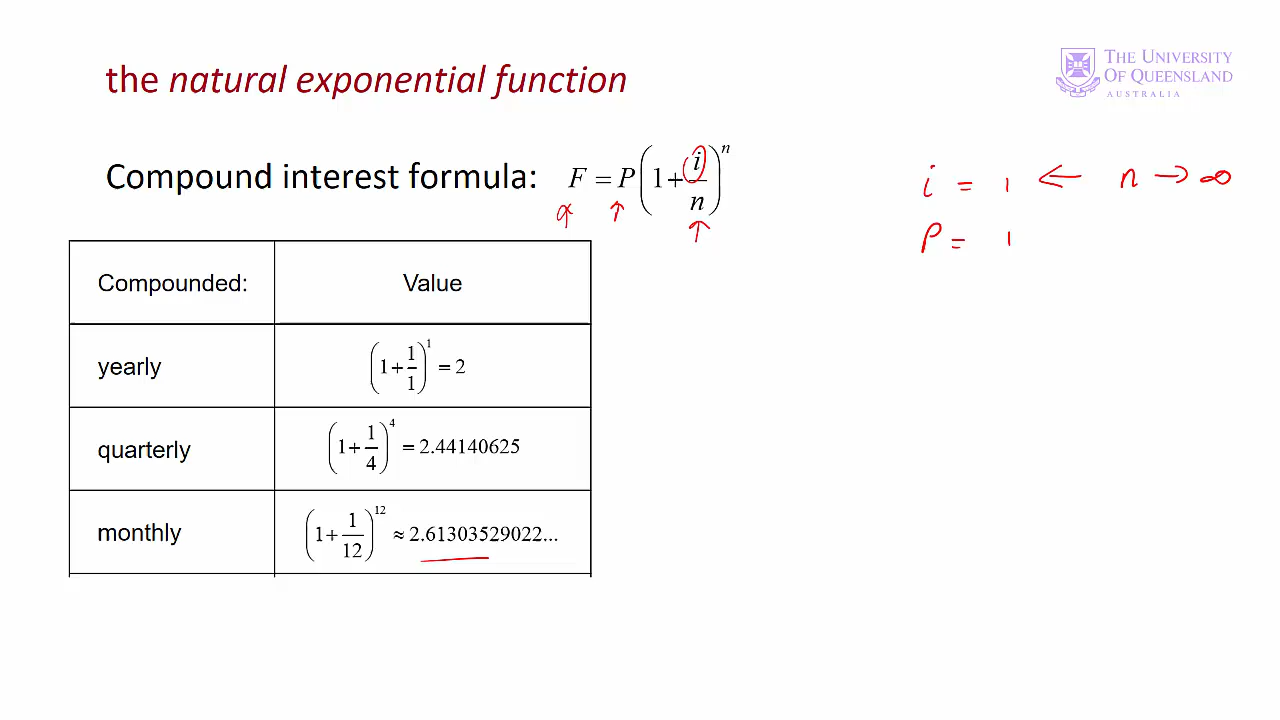 THE UNIVERSITY
OF QUEENSLAND
AUSTRALIA
the natural exponential function
Compound interest formula: F = P(1 + i/n)^n
i = 1 ← n → ∞
P = 1
Compounded: Value
yearly (1 + 1/1)^1 = 2
quarterly (1 + 1/4)^4 = 2.44140625
monthly (1 + 1/12)^12 ≈ 2.61303529022...